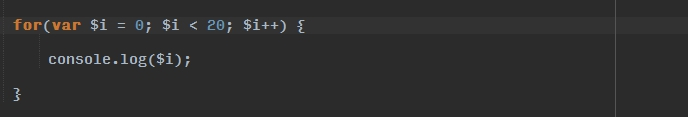 for(var $i = 0; $i < 20; $i++) {
console.log($i);
}